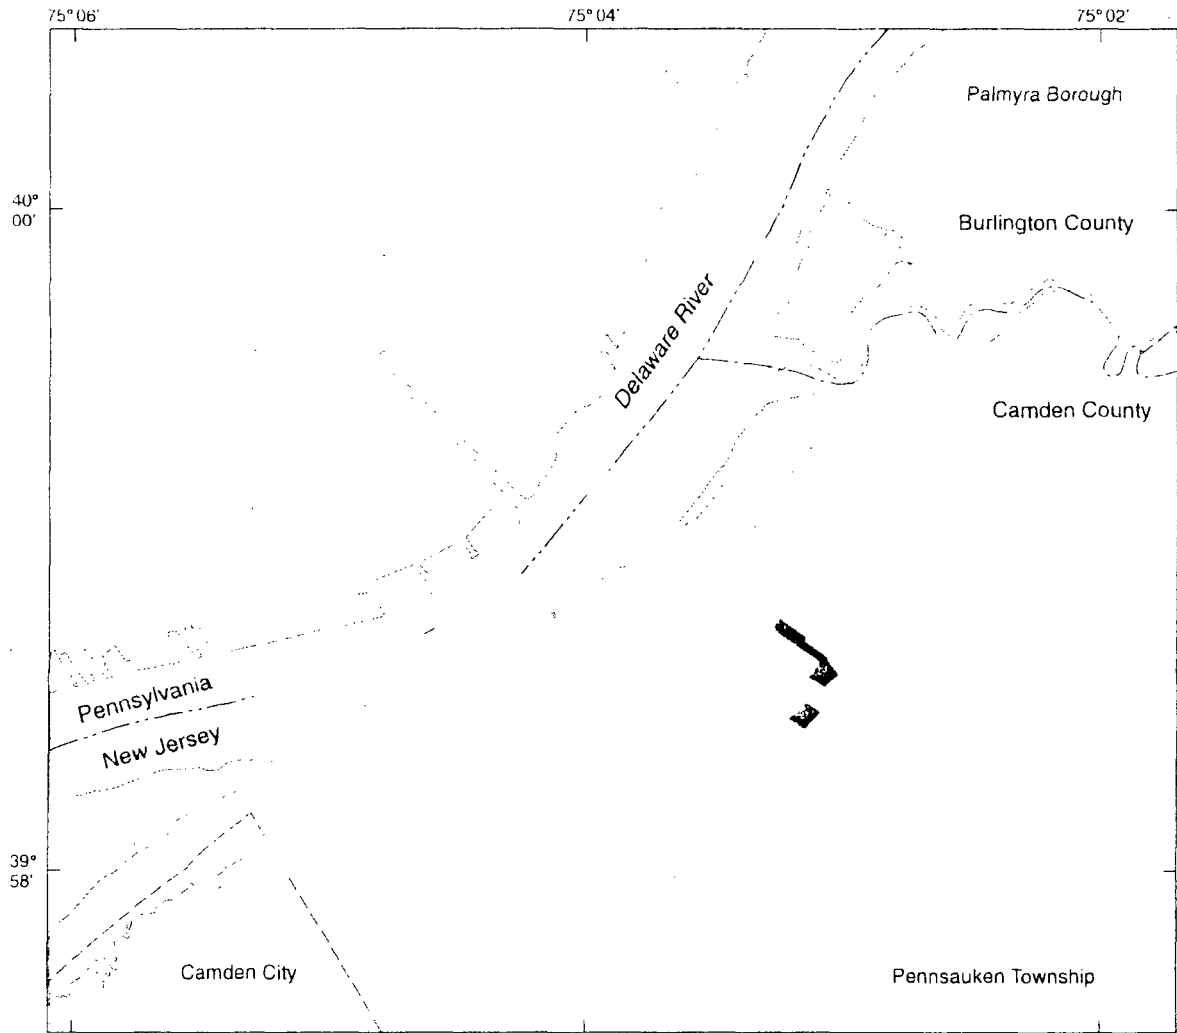 75° 06'
75° 04'
75° 02'
Palmyra Borough
40°
00'
Burlington County
Delaware River
Camden County
Pennsylvania
New Jersey
39°
58'
Camden City
Pennsauken Township